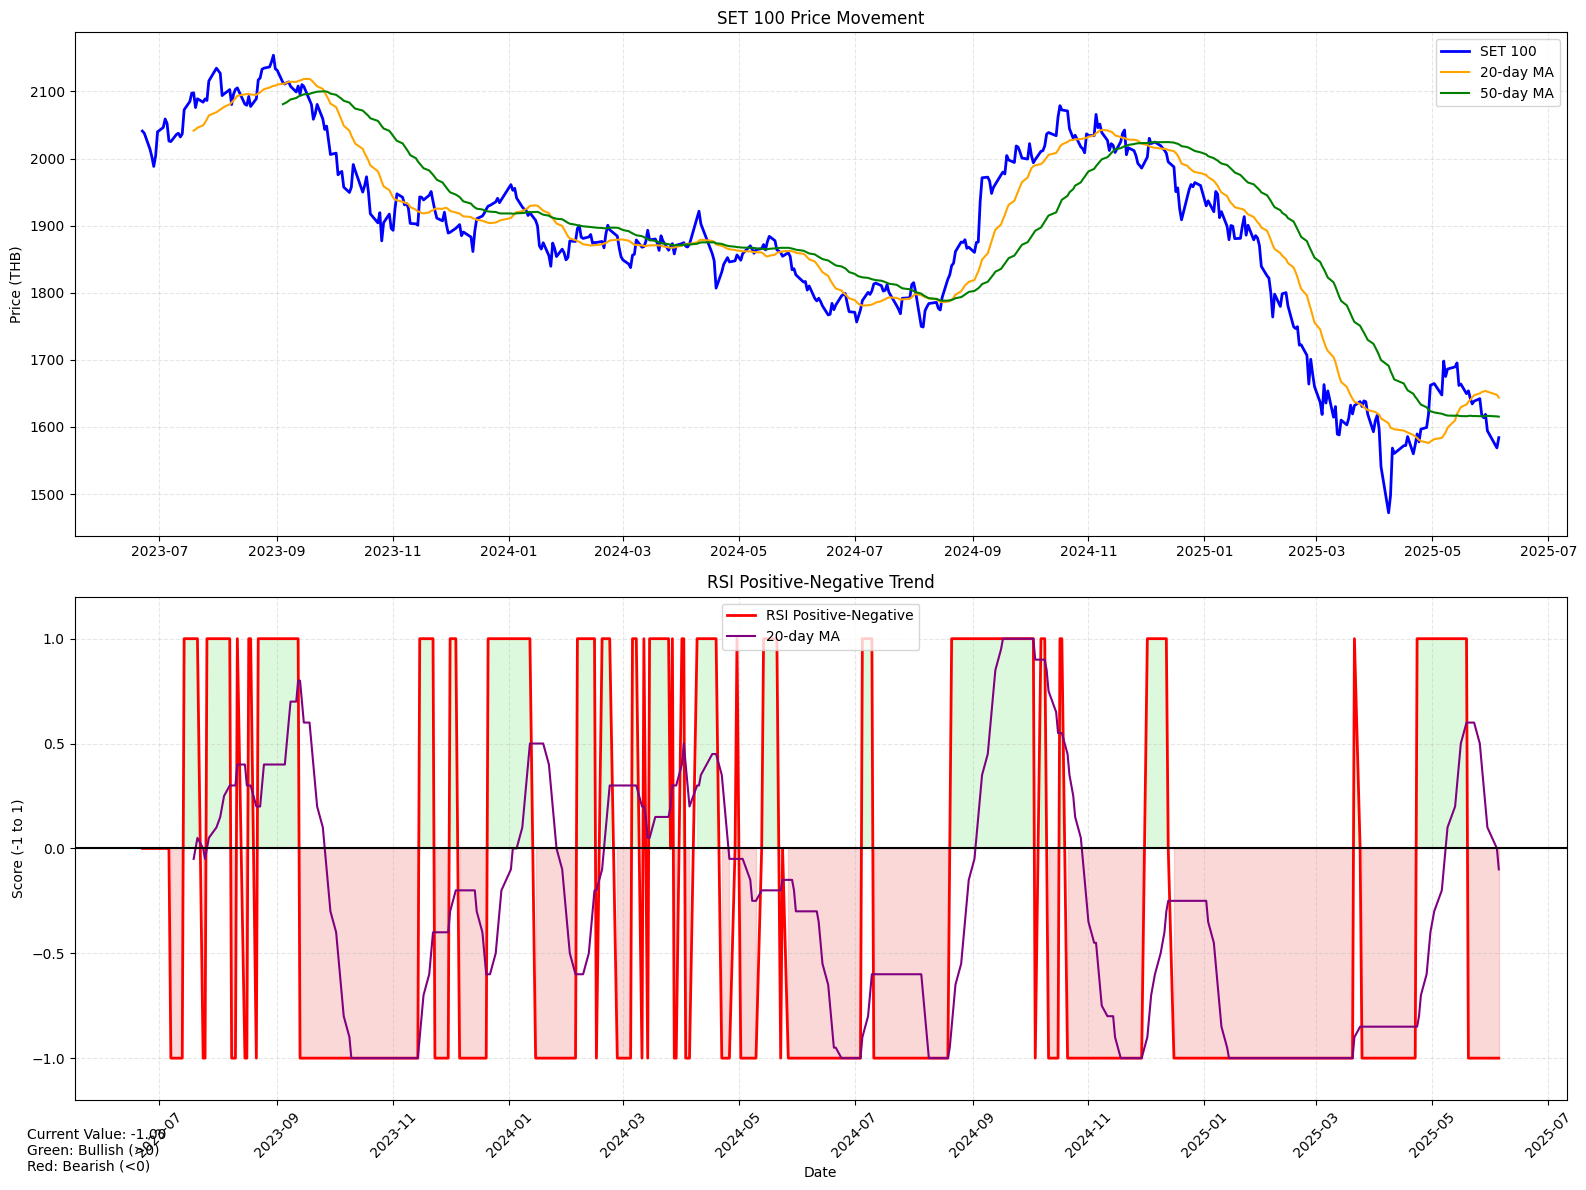 SET 100 Price Movement
SET 100
20-day MA
50-day MA
Price (THB)
2100
2000
1900
1800
1700
1600
1500
2023-07
2023-09
2023-11
2024-01
2024-03
2024-05
2024-07
2024-09
2024-11
2025-01
2025-03
2025-05
2025-07
RSI Positive-Negative Trend
RSI Positive-Negative
20-day MA
Score (-1 to 1)
1.0
0.5
0.0
−0.5
−1.0
2023-07
2023-09
2023-11
2024-01
2024-03
2024-05
2024-07
2024-09
2024-11
2025-01
2025-03
2025-05
2025-07
Date
Current Value: -1.00
Green: Bullish (>0)
Red: Bearish (<0)